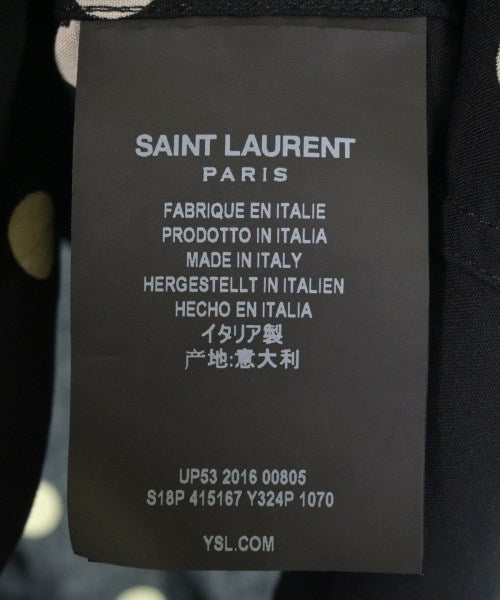 SAINT LAURENT
PARIS
FABRIQUE EN ITALIE
PRODOTTO IN ITALIA
MADE IN ITALY
HERGESTELLT IN ITALIEN
HECHO EN ITALIA
イタリア製
产地:意大利
UP53 2016 00805
S18P 415167 Y324P 1070
YSL.COM